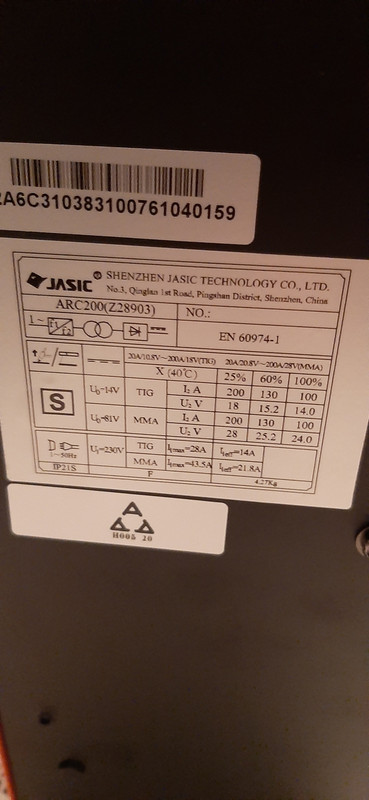 2A6C310383100761040159
JASIC ® SHENZHEN JASIC TECHNOLOGY CO., LTD.
No.3, Qinglan 1st Road, Pingshan District, Shenzhen, China
ARC200(Z28903) NO.:
1~ f1 f2 EN 60974-1
20A/10.8V~200A/18V(TIG) 20A/20.8V~200A/28V(MMA)
X (40℃) 25% 60% 100%
S U₀=14V TIG I₂ A 200 130 100
U₂ V 18 15.2 14.0
U₀=81V MMA I₂ A 200 130 100
U₂ V 28 25.2 24.0
1~50Hz U₁=230V TIG I₁max=28A I₁eff=14A
MMA I₁max=43.5A I₁eff=21.8A
IP21S F 4.27Kg
H005 20